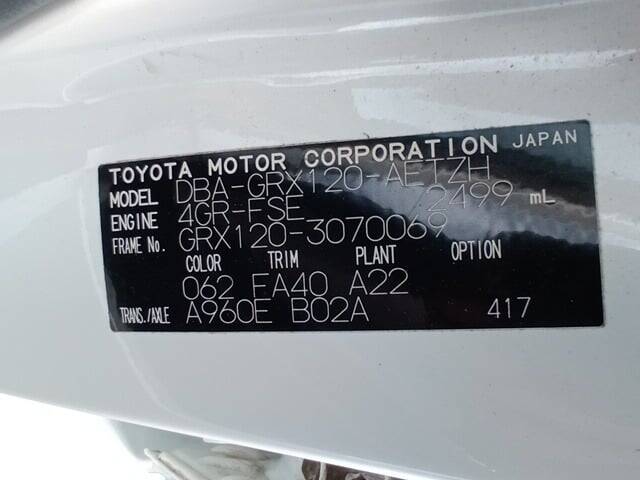 TOYOTA MOTOR CORPORATION JAPAN
MODEL DBA-GRX120-AETZH
ENGINE 4GR-FSE 2499 mL
FRAME No. GRX120-3070069
COLOR TRIM PLANT OPTION
062 FA40 A22
TRANS./AXLE A960E B02A 417